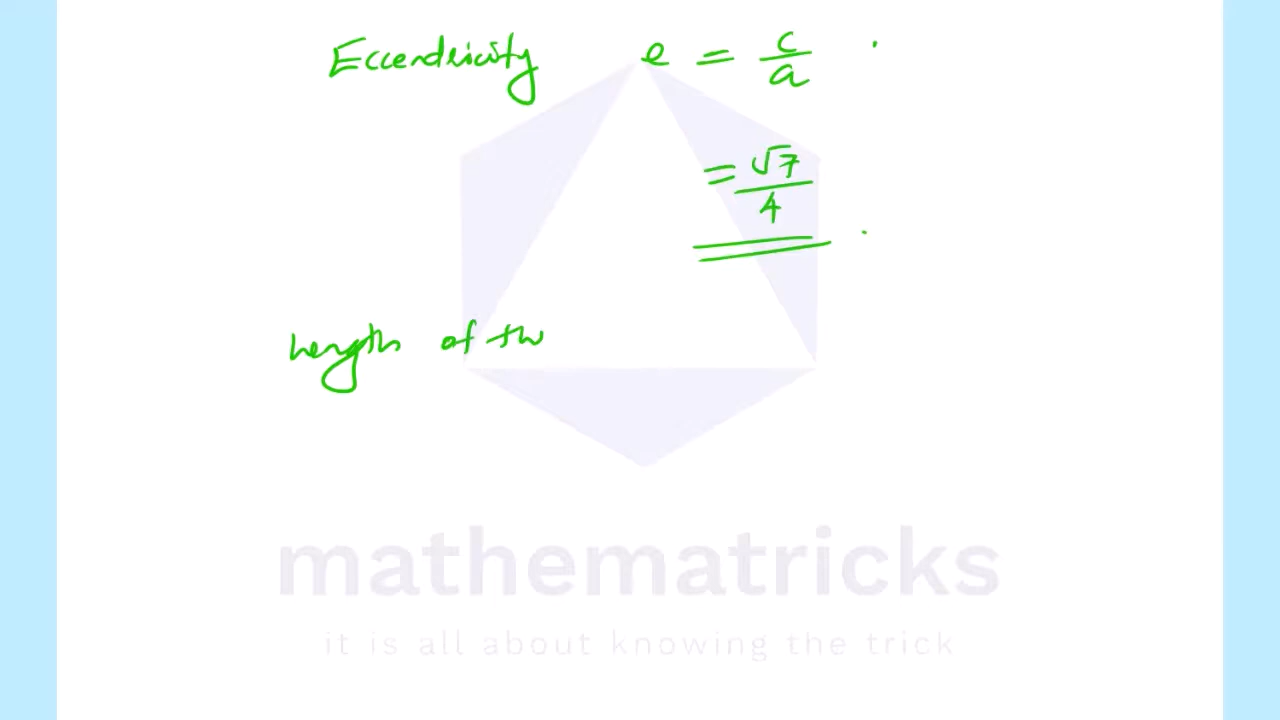 Eccentricity e = c/a
= √7/4
Length of the
mathematricks
it is all about knowing the trick